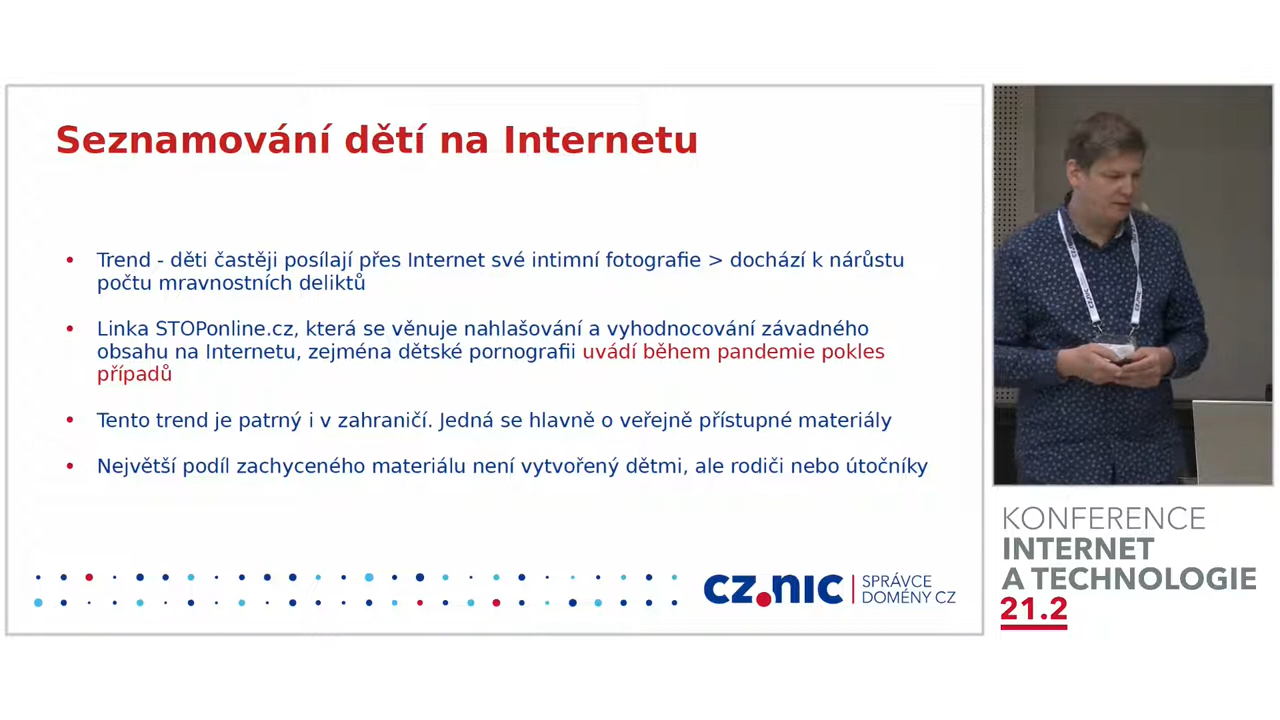 Seznamování dětí na Internetu
• Trend - děti častěji posílají přes Internet své intimní fotografie > dochází k nárůstu
počtu mravnostních deliktů
• Linka STOPonline.cz, která se věnuje nahlašování a vyhodnocování závadného
obsahu na Internetu, zejména dětské pornografii uvádí během pandemie pokles
případů
• Tento trend je patrný i v zahraničí. Jedná se hlavně o veřejně přístupné materiály
• Největší podíl zachyceného materiálu není vytvořený dětmi, ale rodiči nebo útočníky
cz.nic
SPRÁVCE
DOMÉNY CZ
KONFERENCE
INTERNET
A TECHNOLOGIE
21.2